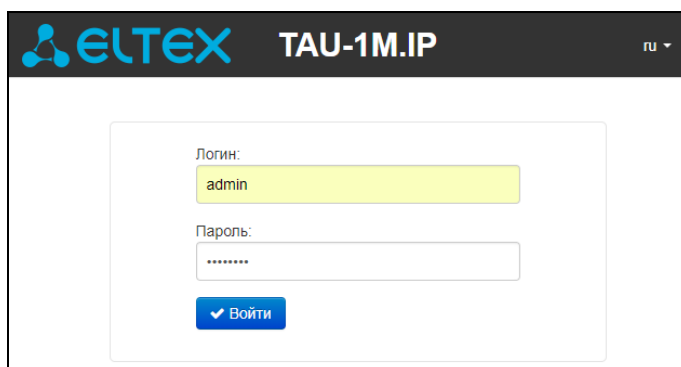 ELTEX TAU-1M.IP ru
Логин:
admin
Пароль:
••••••••
Войти